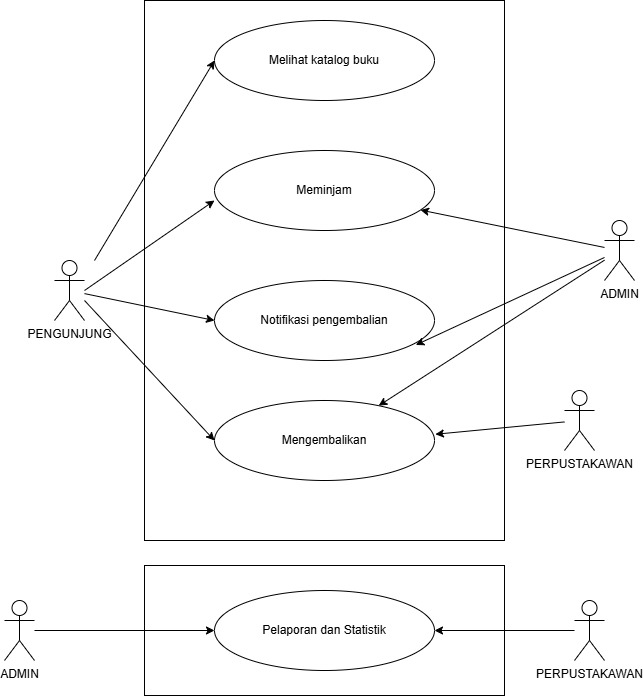 Melihat katalog buku
Meminjam
ADMIN
PENGUNJUNG
Notifikasi pengembalian
Mengembalikan
PERPUSTAKAWAN
Pelaporan dan Statistik
ADMIN
PERPUSTAKAWAN